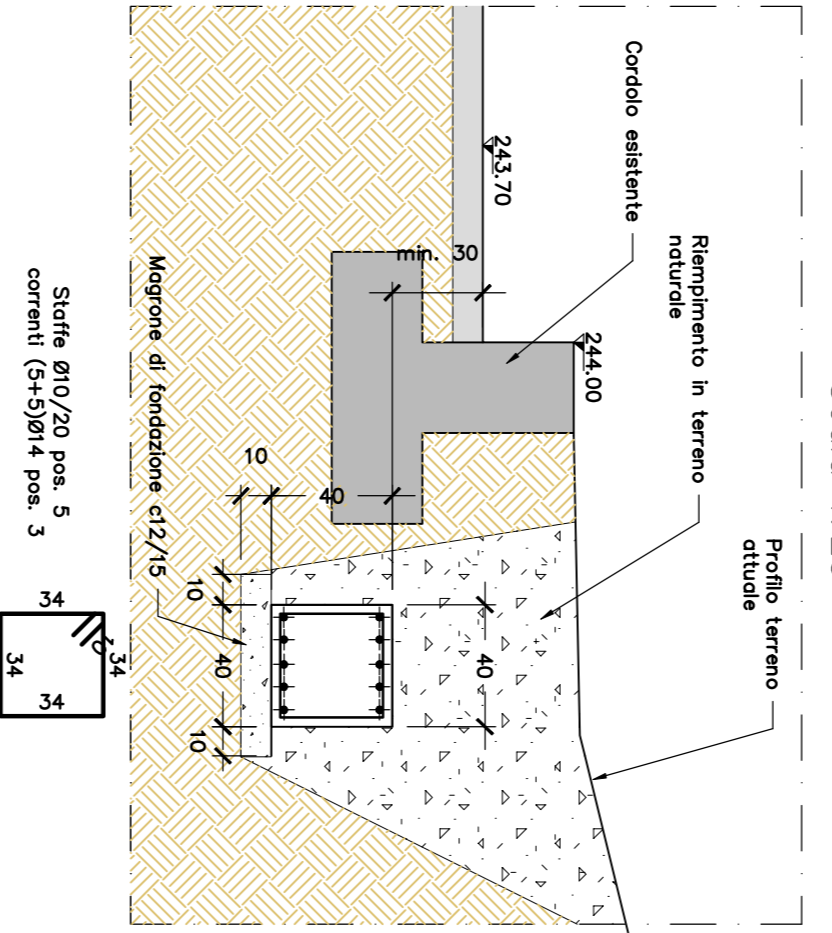 Profilo terreno
attuale
Riempimento in terreno
naturale
Cordolo esistente
244.00
243.70
min. 30
40
10
40
10
40
10
Magrone di fondazione c12/15
Staffe Ø10/20 pos. 5
correnti (5+5)Ø14 pos. 3
34
34
34
34